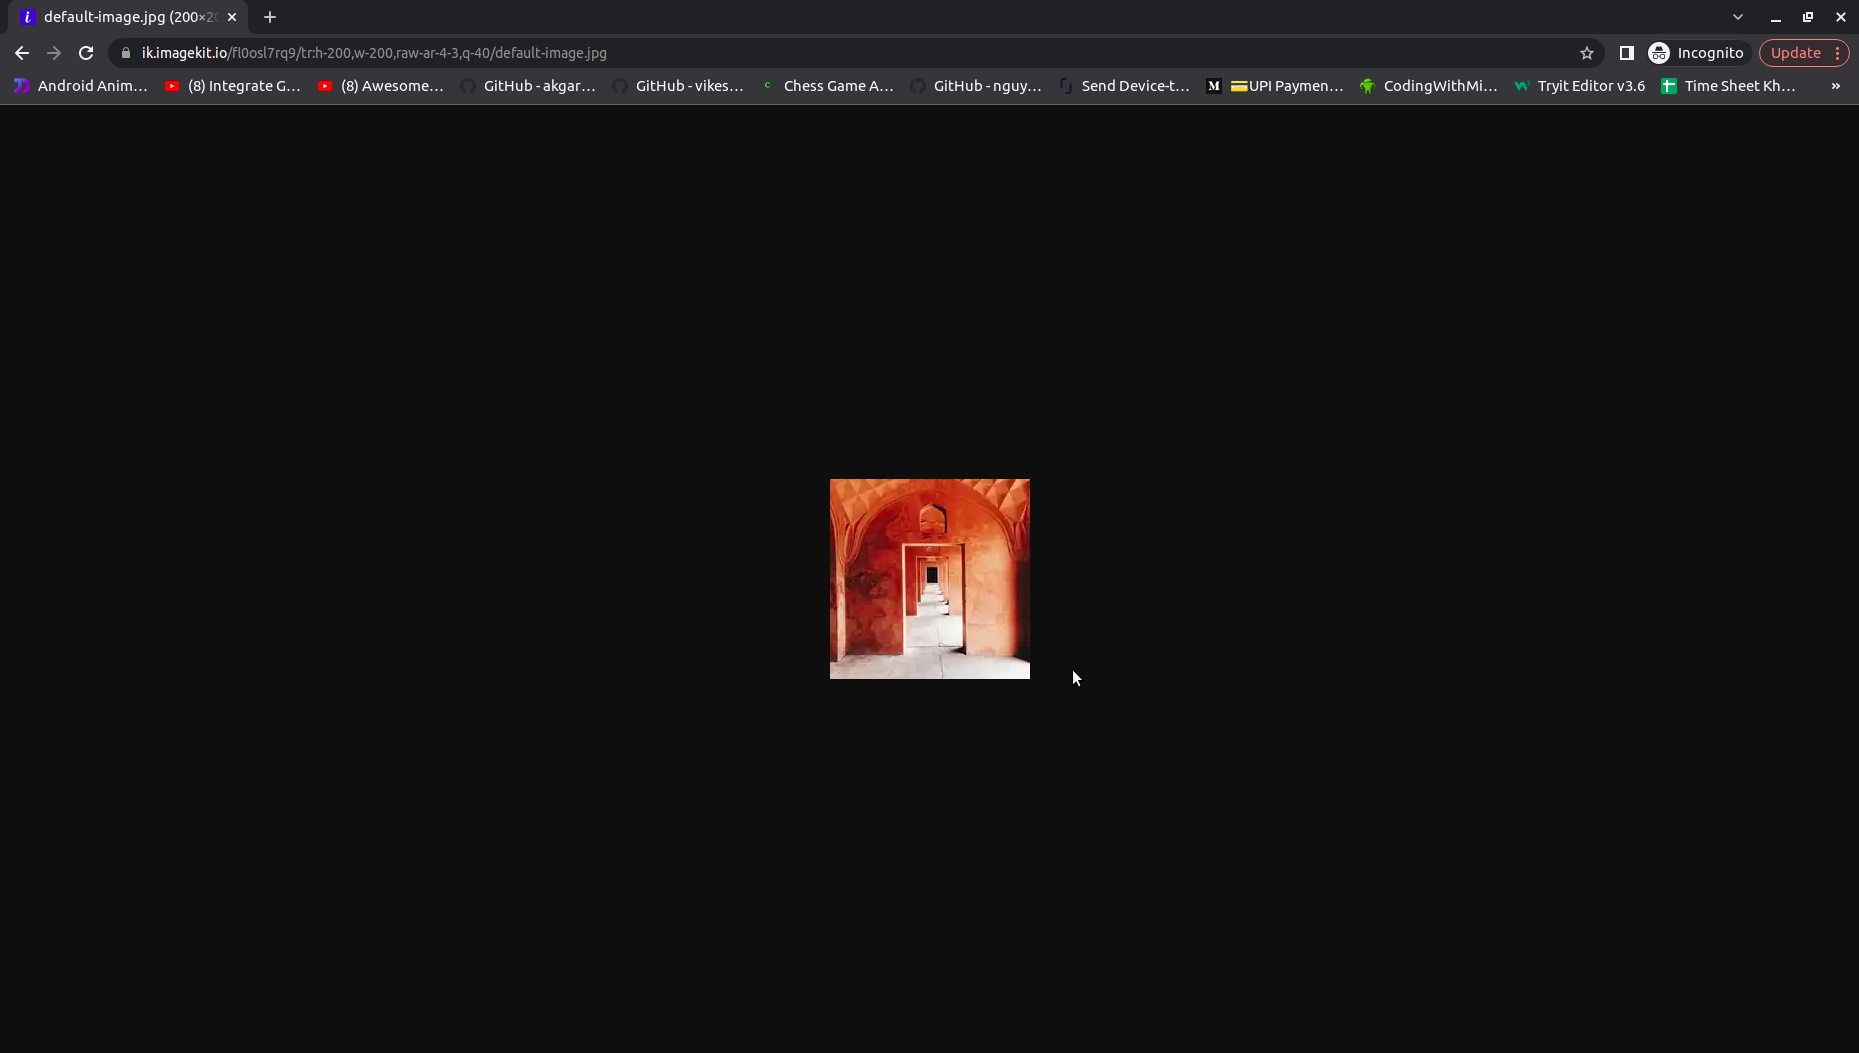 default-image.jpg (200×20
ik.imagekit.io/fl0osl7rq9/tr:h-200,w-200,raw-ar-4-3,q-40/default-image.jpg
Incognito
Update
Android Anim... (8) Integrate G... (8) Awesome... GitHub - akgar... GitHub - vikes... Chess Game A... GitHub - nguy... Send Device-t... UPI Paymen... CodingWithMi... Tryit Editor v3.6 Time Sheet Kh... »